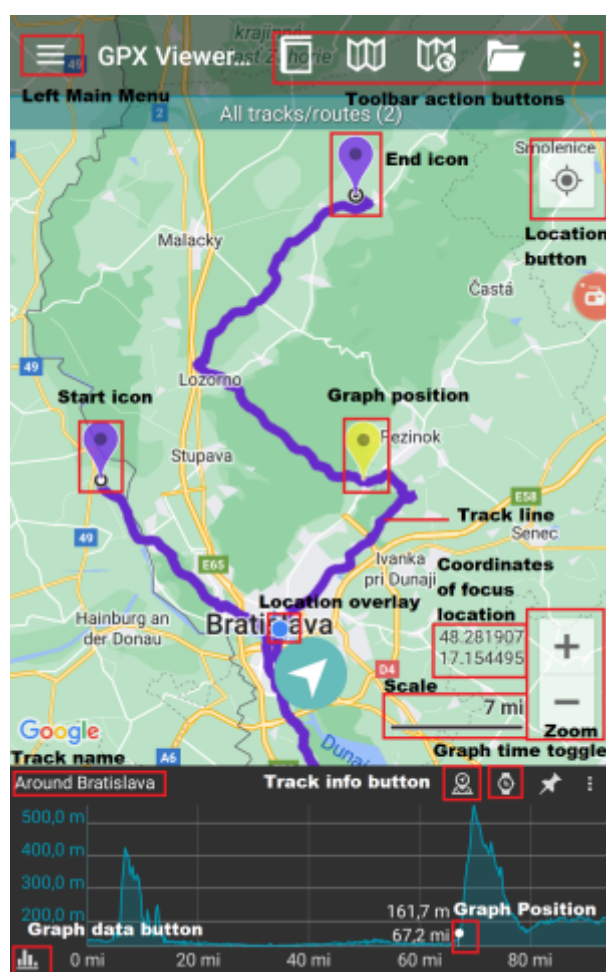 krajinná
GPX Viewer...
49
Left Main Menu
Toolbar action buttons
2
All tracks/routes (2)
End icon
Smolenice
Location
button
Malacky
Častá
49
Lozorno
Start icon
Graph position
Pezinok
Stupava
E58
Track line
Senec
49
E65
Ivanka
pri Dunaji
Coordinates
of focus
location
Location overlay
Hainburg an
der Donau
Bratislava
48.281907
17.154495
+
D4
Scale
7 mi
−
Zoom
Google
Dunaj
Graph time toggle
Track name
A6
Around Bratislava
Track info button
500,0 m
400,0 m
300,0 m
200,0 m
161,7 m
Graph Position
Graph data button
67,2 mi
0 mi 20 mi 40 mi 60 mi 80 mi